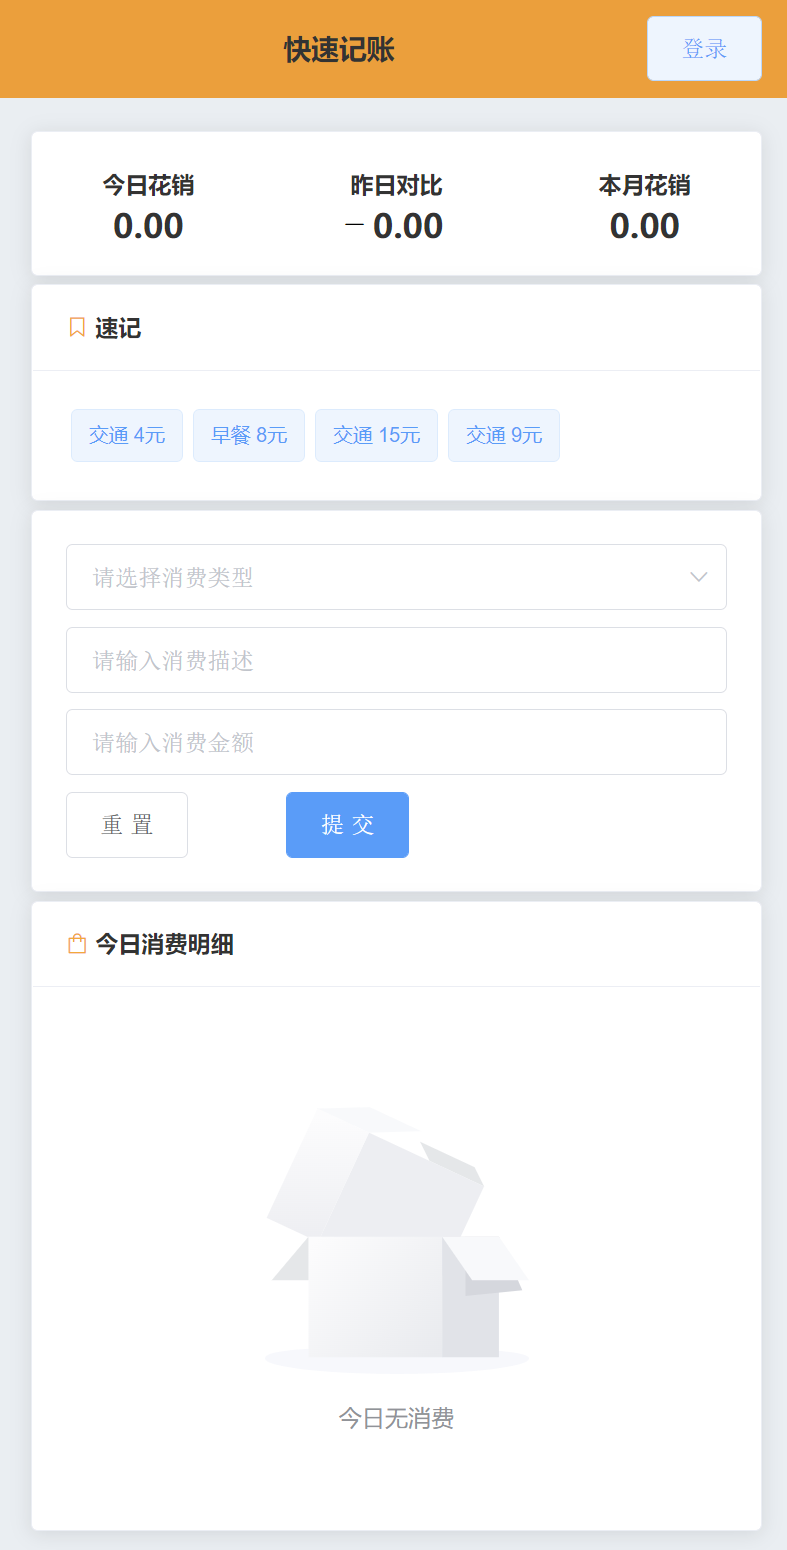 快速记账
登录
今日花销 昨日对比 本月花销
0.00 － 0.00 0.00
速记
交通 4元 早餐 8元 交通 15元 交通 9元
请选择消费类型
请输入消费描述
请输入消费金额
重 置 提 交
今日消费明细
今日无消费